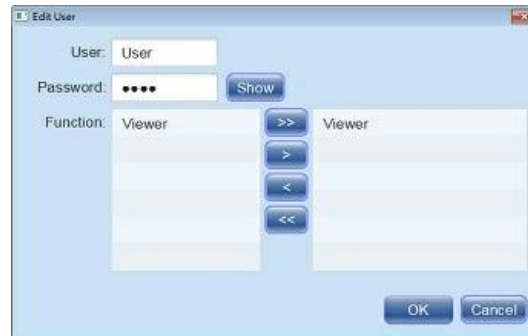 Edit User
User: User
Password: •••• Show
Function: Viewer >> Viewer
>
<
<<
OK Cancel